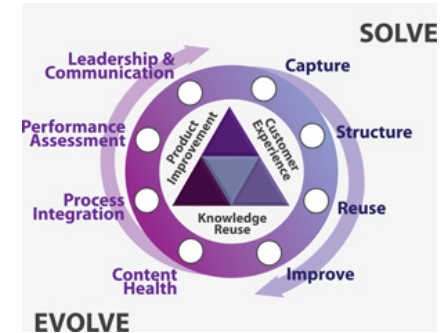 SOLVE
Leadership &
Communication
Capture
Performance
Assessment
Structure
Product
Improvement
Customer
Experience
Process
Integration
Reuse
Knowledge
Reuse
Content
Health
Improve
EVOLVE